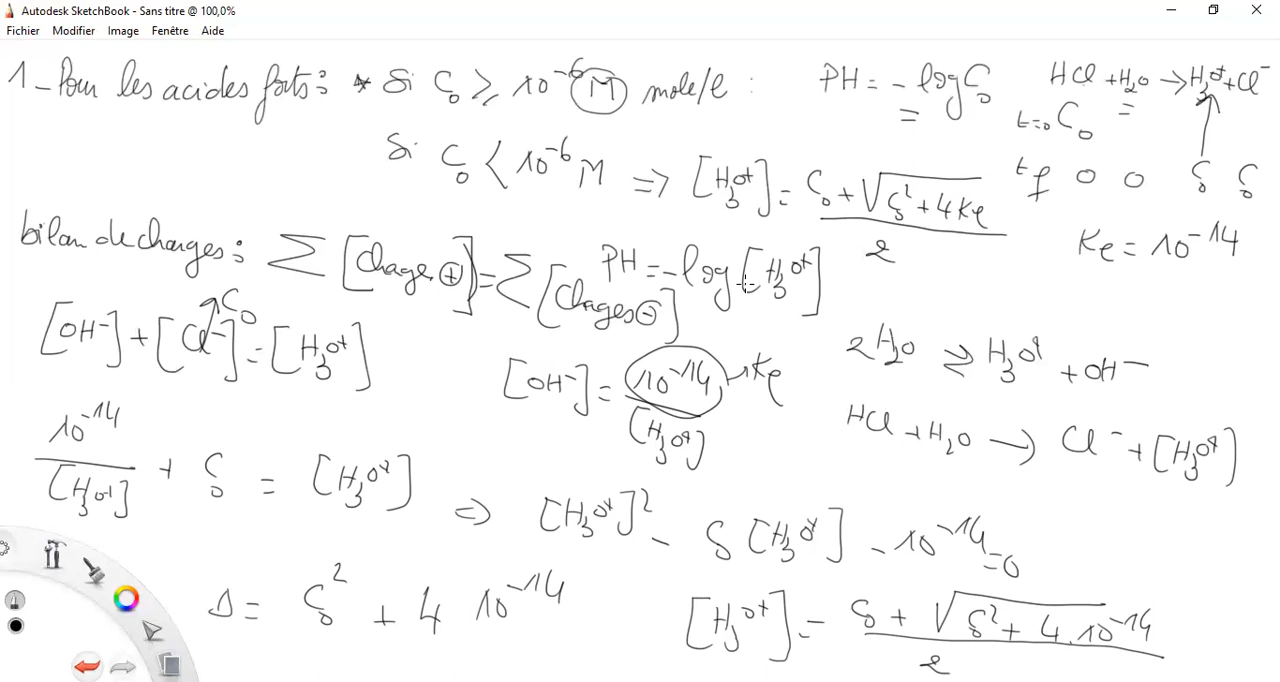 Autodesk SketchBook - Sans titre @ 100,0%
Fichier Modifier Image Fenêtre Aide
1 _ Pour les acides forts : * Si C₀ ⩾ 10⁻⁶ M mole/l : PH = - log C₀
HCl + H₂O → H₃O⁺ + Cl⁻
t=0 C₀
tf 0 0 C₀ C₀
Si C₀ < 10⁻⁶ M => [H₃O⁺] = (C₀ + √(C₀² + 4Ke)) / 2
Ke = 10⁻¹⁴
PH = - log [H₃O⁺]
bilan de charges : Σ [Chage ⊕] = Σ [Chages ⊖]
[OH⁻] + [Cl⁻] = [H₃O⁺]
C₀
[OH⁻] = 10⁻¹⁴ / [H₃O⁺]
Ke
2H₂O ⇌ H₃O⁺ + OH⁻
HCl + H₂O → Cl⁻ + [H₃O⁺]
10⁻¹⁴ / [H₃O⁺] + C₀ = [H₃O⁺] => [H₃O⁺]² - C₀ [H₃O⁺] - 10⁻¹⁴ = 0
Δ = C₀² + 4 10⁻¹⁴
[H₃O⁺] = (C₀ + √(C₀² + 4.10⁻¹⁴)) / 2